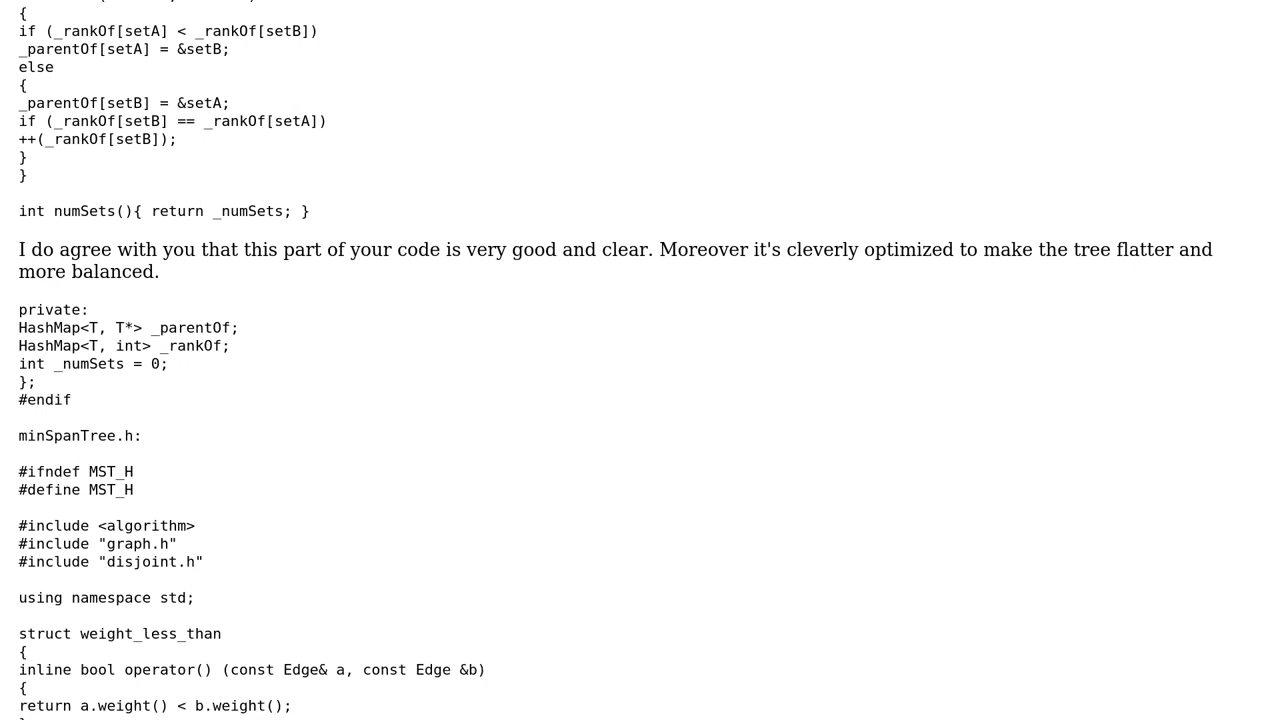 {
if (_rankOf[setA] < _rankOf[setB])
_parentOf[setA] = &setB;
else
{
_parentOf[setB] = &setA;
if (_rankOf[setB] == _rankOf[setA])
++(_rankOf[setB]);
}
}
int numSets(){ return _numSets; }
I do agree with you that this part of your code is very good and clear. Moreover it's cleverly optimized to make the tree flatter and
more balanced.
private:
HashMap<T, T*> _parentOf;
HashMap<T, int> _rankOf;
int _numSets = 0;
};
#endif
minSpanTree.h:
#ifndef MST_H
#define MST_H
#include <algorithm>
#include "graph.h"
#include "disjoint.h"
using namespace std;
struct weight_less_than
{
inline bool operator() (const Edge& a, const Edge &b)
{
return a.weight() < b.weight();